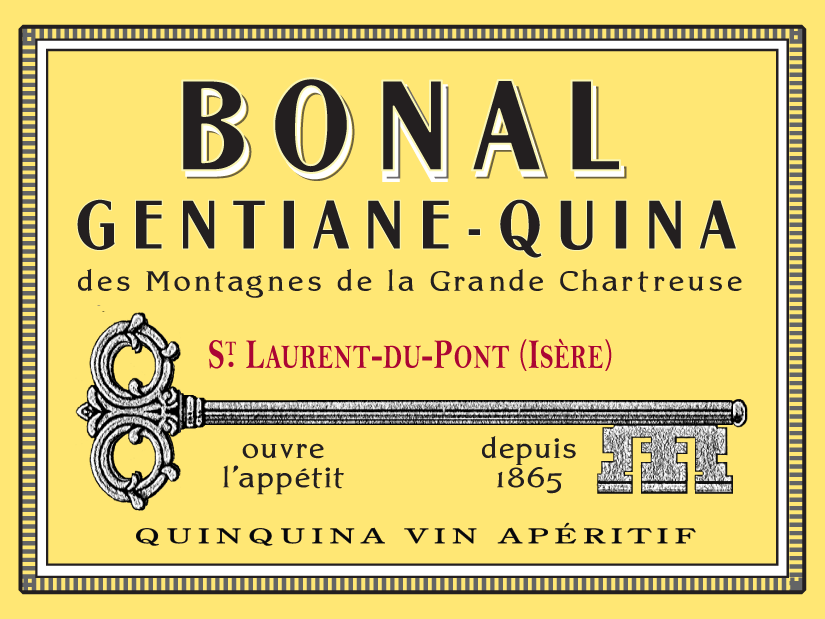 BONAL
GENTIANE-QUINA
des Montagnes de la Grande Chartreuse
ST. LAURENT-DU-PONT (ISÈRE)
ouvre
l'appétit
depuis
1865
QUINQUINA VIN APÉRITIF